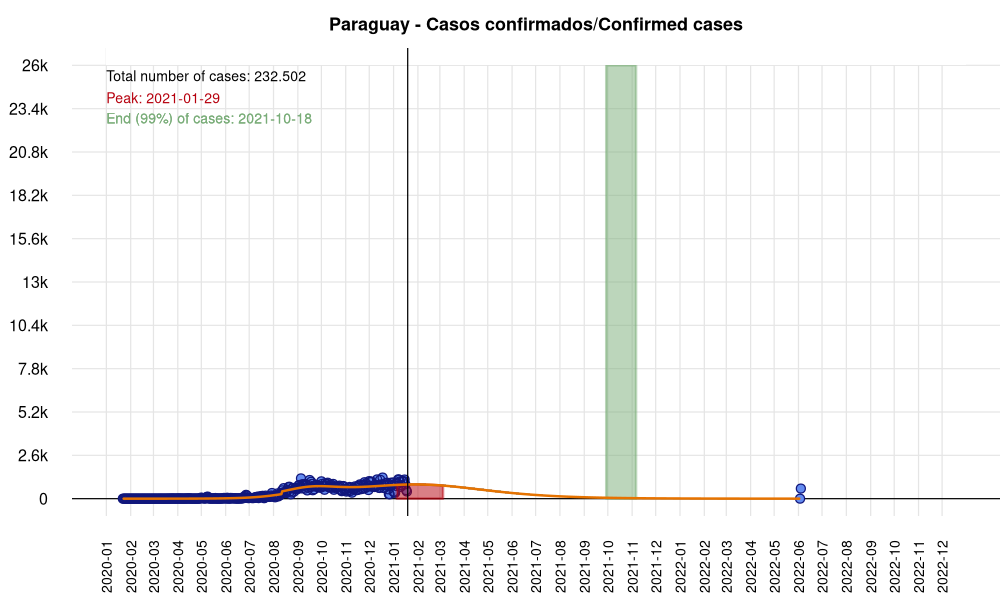 Paraguay - Casos confirmados/Confirmed cases
Total number of cases: 232.502
Peak: 2021-01-29
End (99%) of cases: 2021-10-18
26k
23.4k
20.8k
18.2k
15.6k
13k
10.4k
7.8k
5.2k
2.6k
0
2020-01
2020-02
2020-03
2020-04
2020-05
2020-06
2020-07
2020-08
2020-09
2020-10
2020-11
2020-12
2021-01
2021-02
2021-03
2021-04
2021-05
2021-06
2021-07
2021-08
2021-09
2021-10
2021-11
2021-12
2022-01
2022-02
2022-03
2022-04
2022-05
2022-06
2022-07
2022-08
2022-09
2022-10
2022-11
2022-12